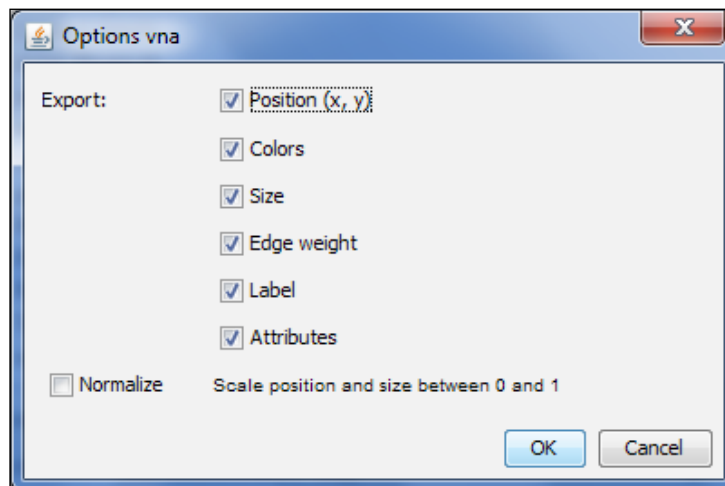 Options vna
Export: Position (x, y)
Colors
Size
Edge weight
Label
Attributes
Normalize Scale position and size between 0 and 1
OK Cancel